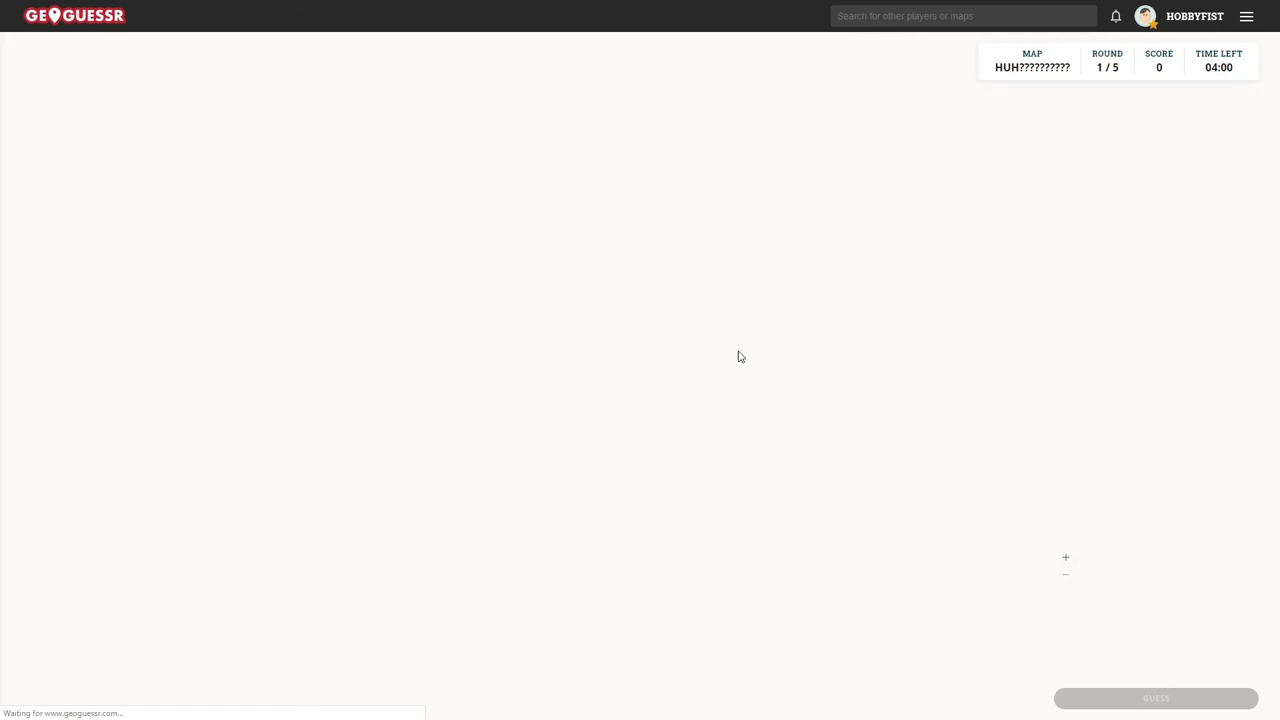 GEOGUESSR
Search for other players or maps
HOBBYFIST
MAP ROUND SCORE TIME LEFT
HUH?????????? 1 / 5 0 04:00
+
−
GUESS
Waiting for www.geoguessr.com...